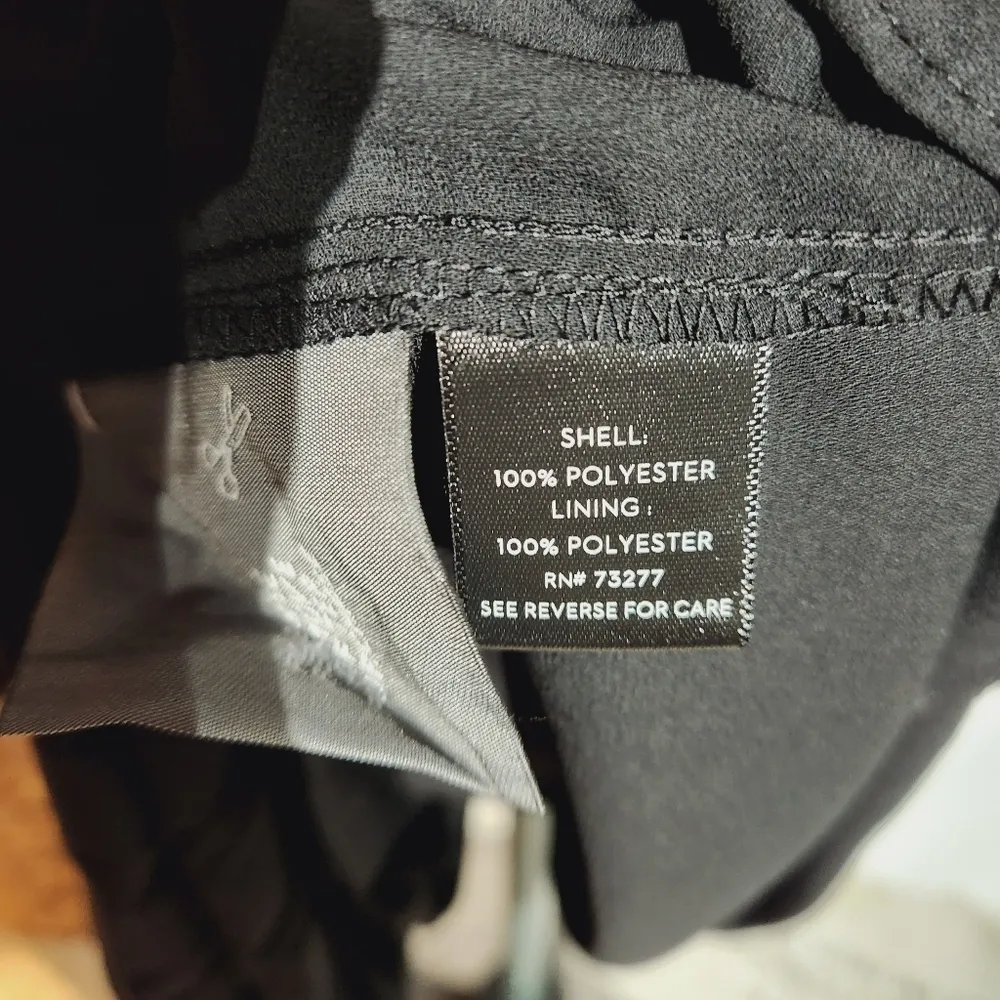 SHELL:
100% POLYESTER
LINING :
100% POLYESTER
RN# 73277
SEE REVERSE FOR CARE